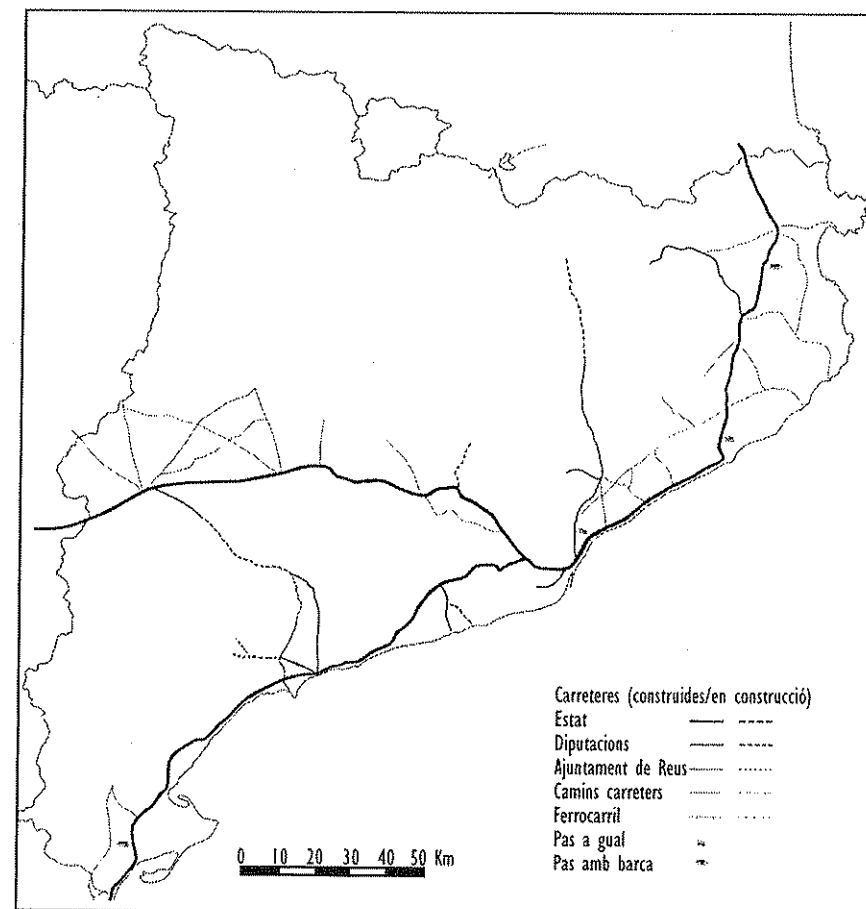 Carreteres (construides/en construcció)
Estat
Diputacions
Ajuntament de Reus
Camins carreters
Ferrocarril
Pas a gual
Pas amb barca
0 10 20 30 40 50 Km